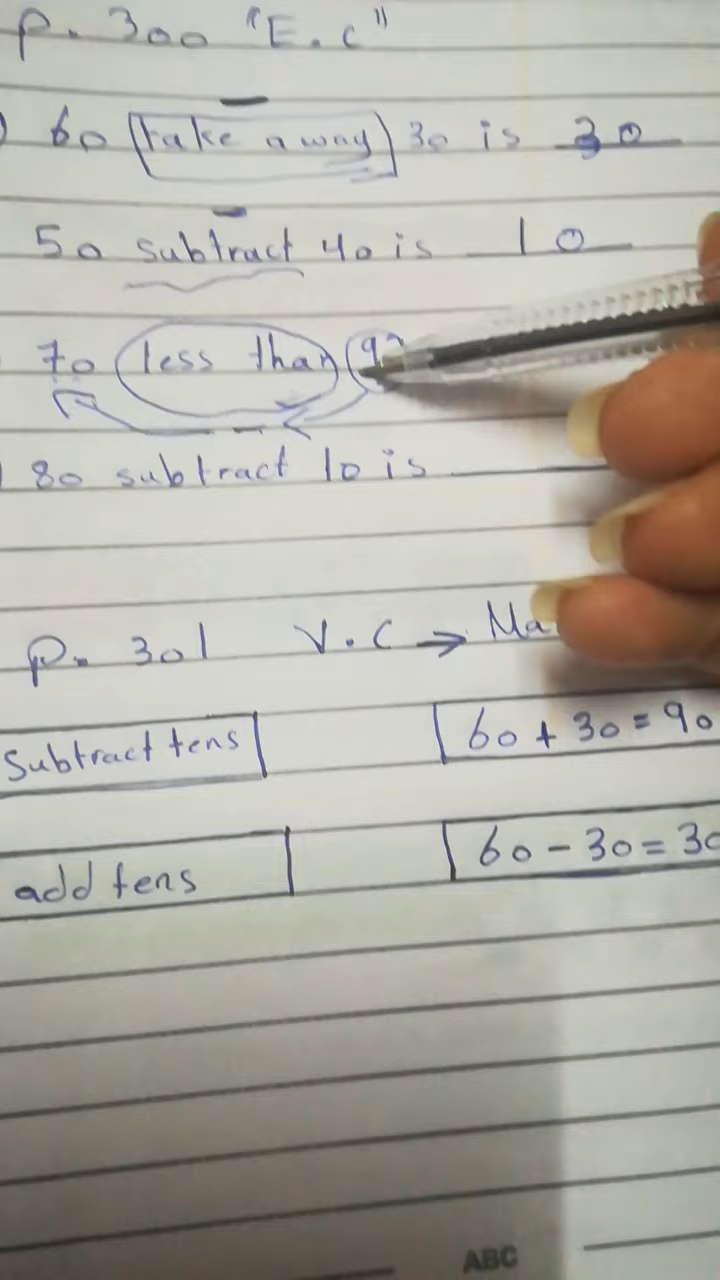 p. 300 "E.c"
60 take away 30 is 30
50 subtract 40 is 10
70 less than
80 subtract 10 is
p. 301 V.C → Ma
Subtract tens 60 + 30 = 90
add tens 60 - 30 = 30
ABC